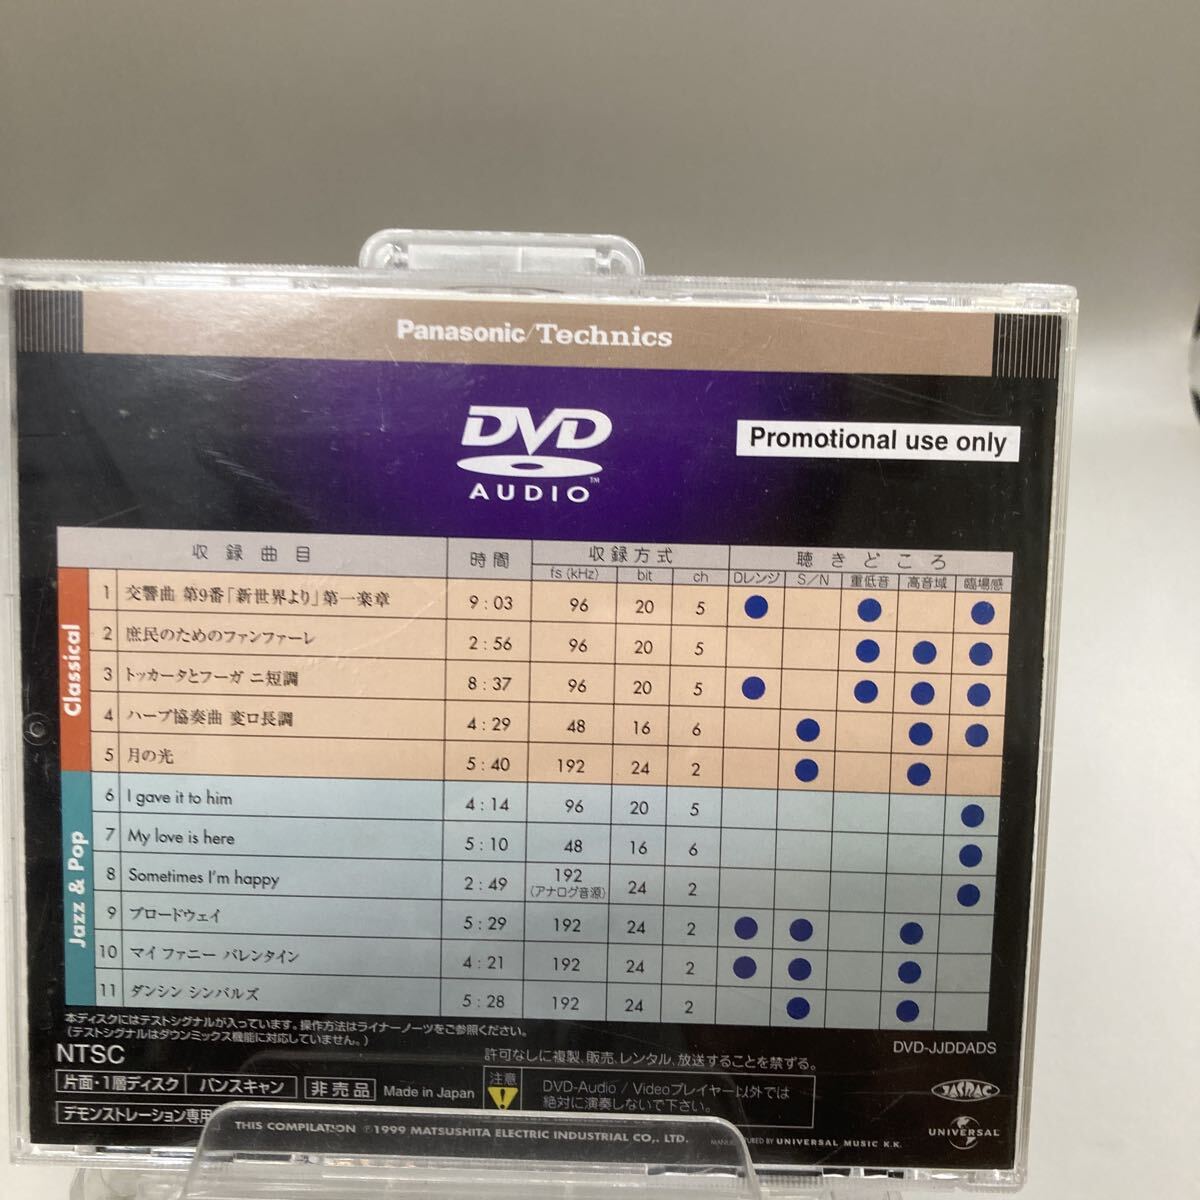 Panasonic/Technics
DVD
AUDIO
TM
Promotional use only
収録曲目 時間 収録方式 聴きどころ
fs(kHz) bit ch Dレンジ S/N 重低音 高音域 臨場感
Classical
1 交響曲 第9番「新世界より」第一楽章 9:03 96 20 5 ● ● ●
2 庶民のためのファンファーレ 2:56 96 20 5 ● ● ●
3 トッカータとフーガ ニ短調 8:37 96 20 5 ● ● ● ●
4 ハープ協奏曲 変ロ長調 4:29 48 16 6 ● ● ●
5 月の光 5:40 192 24 2 ● ●
Jazz & Pop
6 I gave it to him 4:14 96 20 5 ●
7 My love is here 5:10 48 16 6 ●
8 Sometimes I'm happy 2:49 192 (アナログ音源) 24 2 ●
9 ブロードウェイ 5:29 192 24 2 ● ● ●
10 マイ ファニー バレンタイン 4:21 192 24 2 ● ● ●
11 ダンシン シンバルズ 5:28 192 24 2 ● ●
本ディスクにはテストシグナルが入っています。操作方法はライナーノーツをご参照ください。
(テストシグナルはダウンミックス機能に対応していません。)
DVD-JJDDADS
NTSC
許可なしに複製、販売、レンタル、放送することを禁ずる。
片面・1層ディスク パンスキャン 非売品 Made in Japan
注意
DVD-Audio / Videoプレイヤー以外では
絶対に演奏しないで下さい。
JASRAC
デモンストレーション専用
THIS COMPILATION ℗1999 MATSUSHITA ELECTRIC INDUSTRIAL CO,. LTD.
MANUFACTURED BY UNIVERSAL MUSIC K.K.
UNIVERSAL